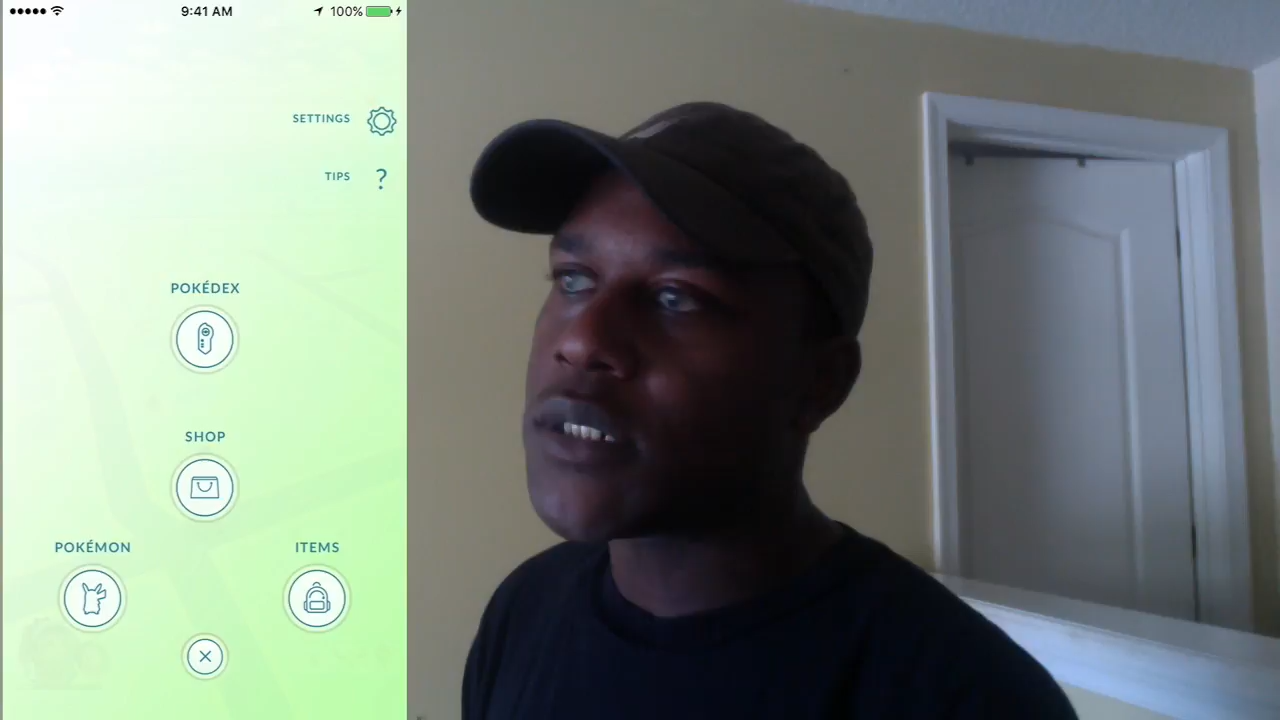 9:41 AM 100%
SETTINGS
TIPS ?
POKÉDEX
SHOP
POKÉMON ITEMS